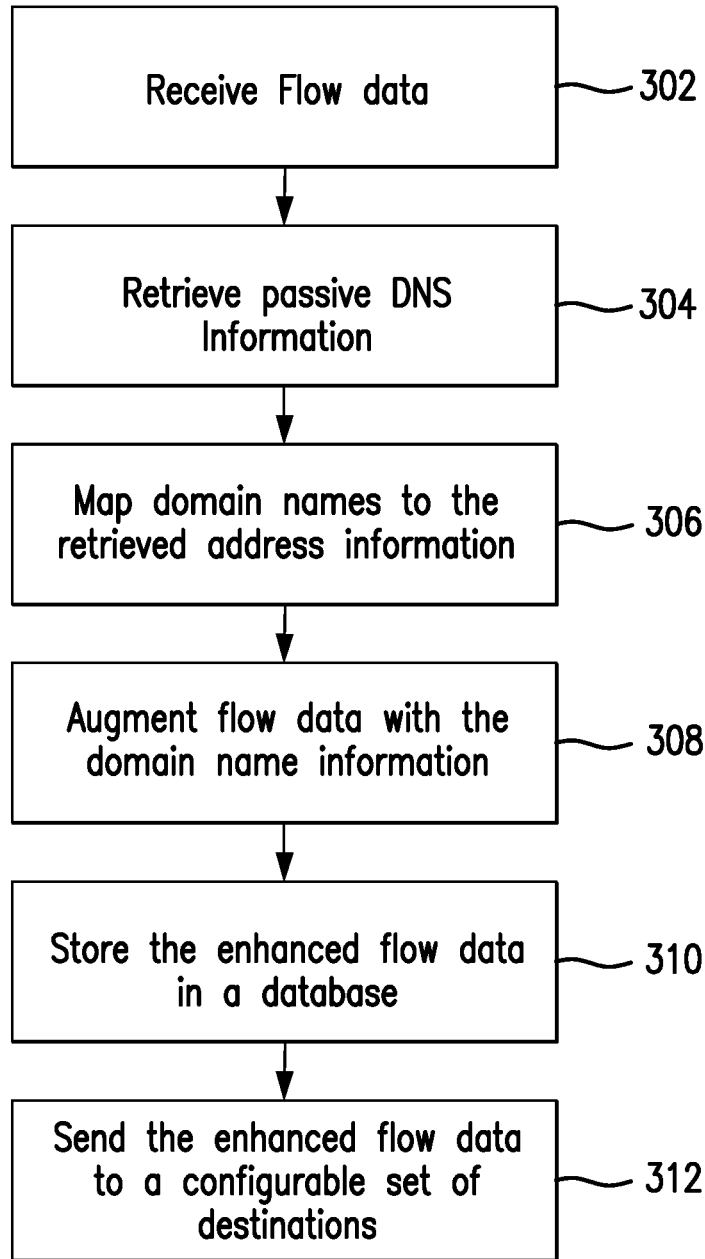 Receive Flow data
302
Retrieve passive DNS
Information
304
Map domain names to the
retrieved address information
306
Augment flow data with the
domain name information
308
Store the enhanced flow data
in a database
310
Send the enhanced flow data
to a configurable set of
destinations
312